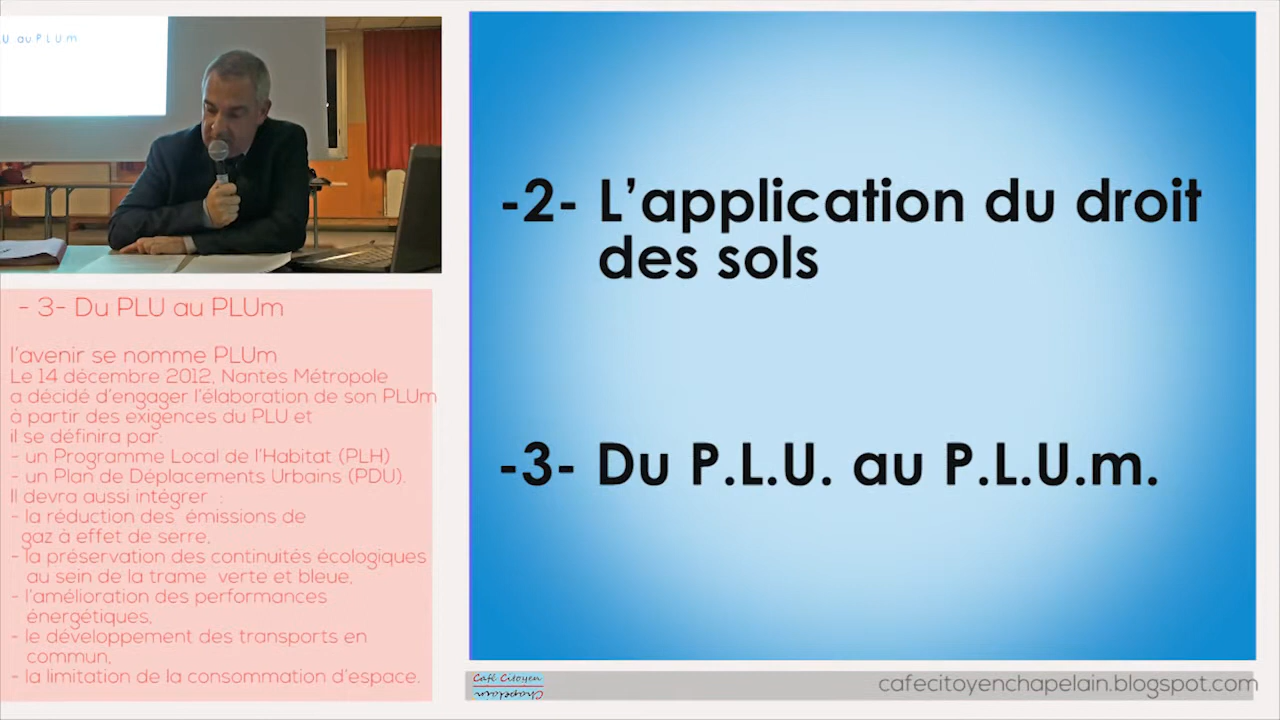 U au P L U m
- 3- Du PLU au PLUm
l'avenir se nomme PLUm
Le 14 décembre 2012, Nantes Métropole
a décidé d'engager l'élaboration de son PLUm
à partir des exigences du PLU et
il se définira par:
- un Programme Local de l'Habitat (PLH)
- un Plan de Déplacements Urbains (PDU).
Il devra aussi intégrer :
- la réduction des émissions de
gaz à effet de serre,
- la préservation des continuités écologiques
au sein de la trame verte et bleue,
- l'amélioration des performances
énergétiques,
- le développement des transports en
commun,
- la limitation de la consommation d'espace.
-2- L'application du droit
des sols
-3- Du P.L.U. au P.L.U.m.
Café Citoyen
Chapelain
cafecitoyenchapelain.blogspot.com